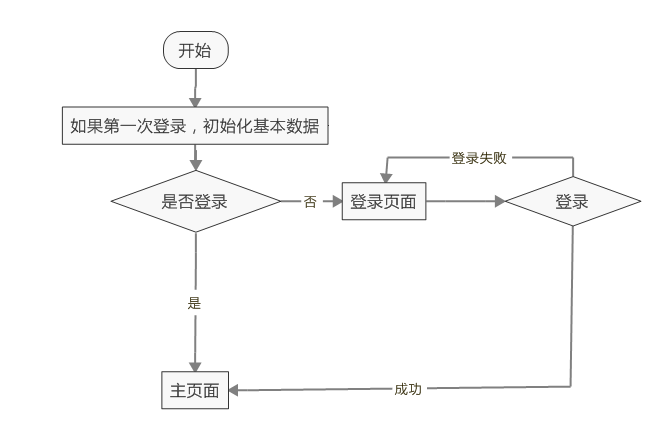 开始
如果第一次登录，初始化基本数据
登录失败
是否登录
否
登录页面
登录
是
主页面
成功